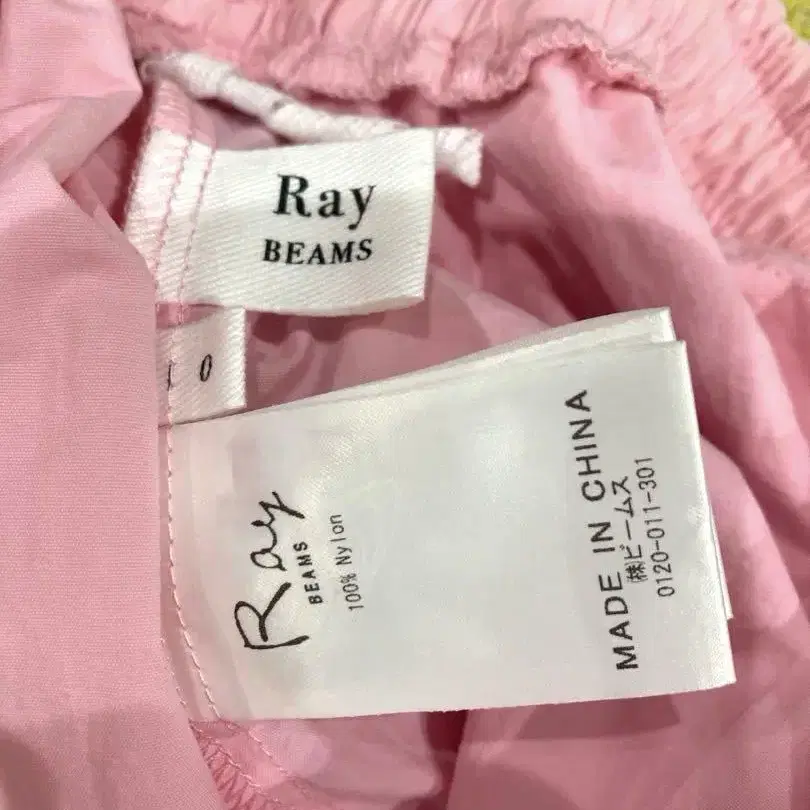 Ray
BEAMS
0
Ray
BEAMS
100% Nylon
MADE IN CHINA
㈱ビームス
0120-011-301